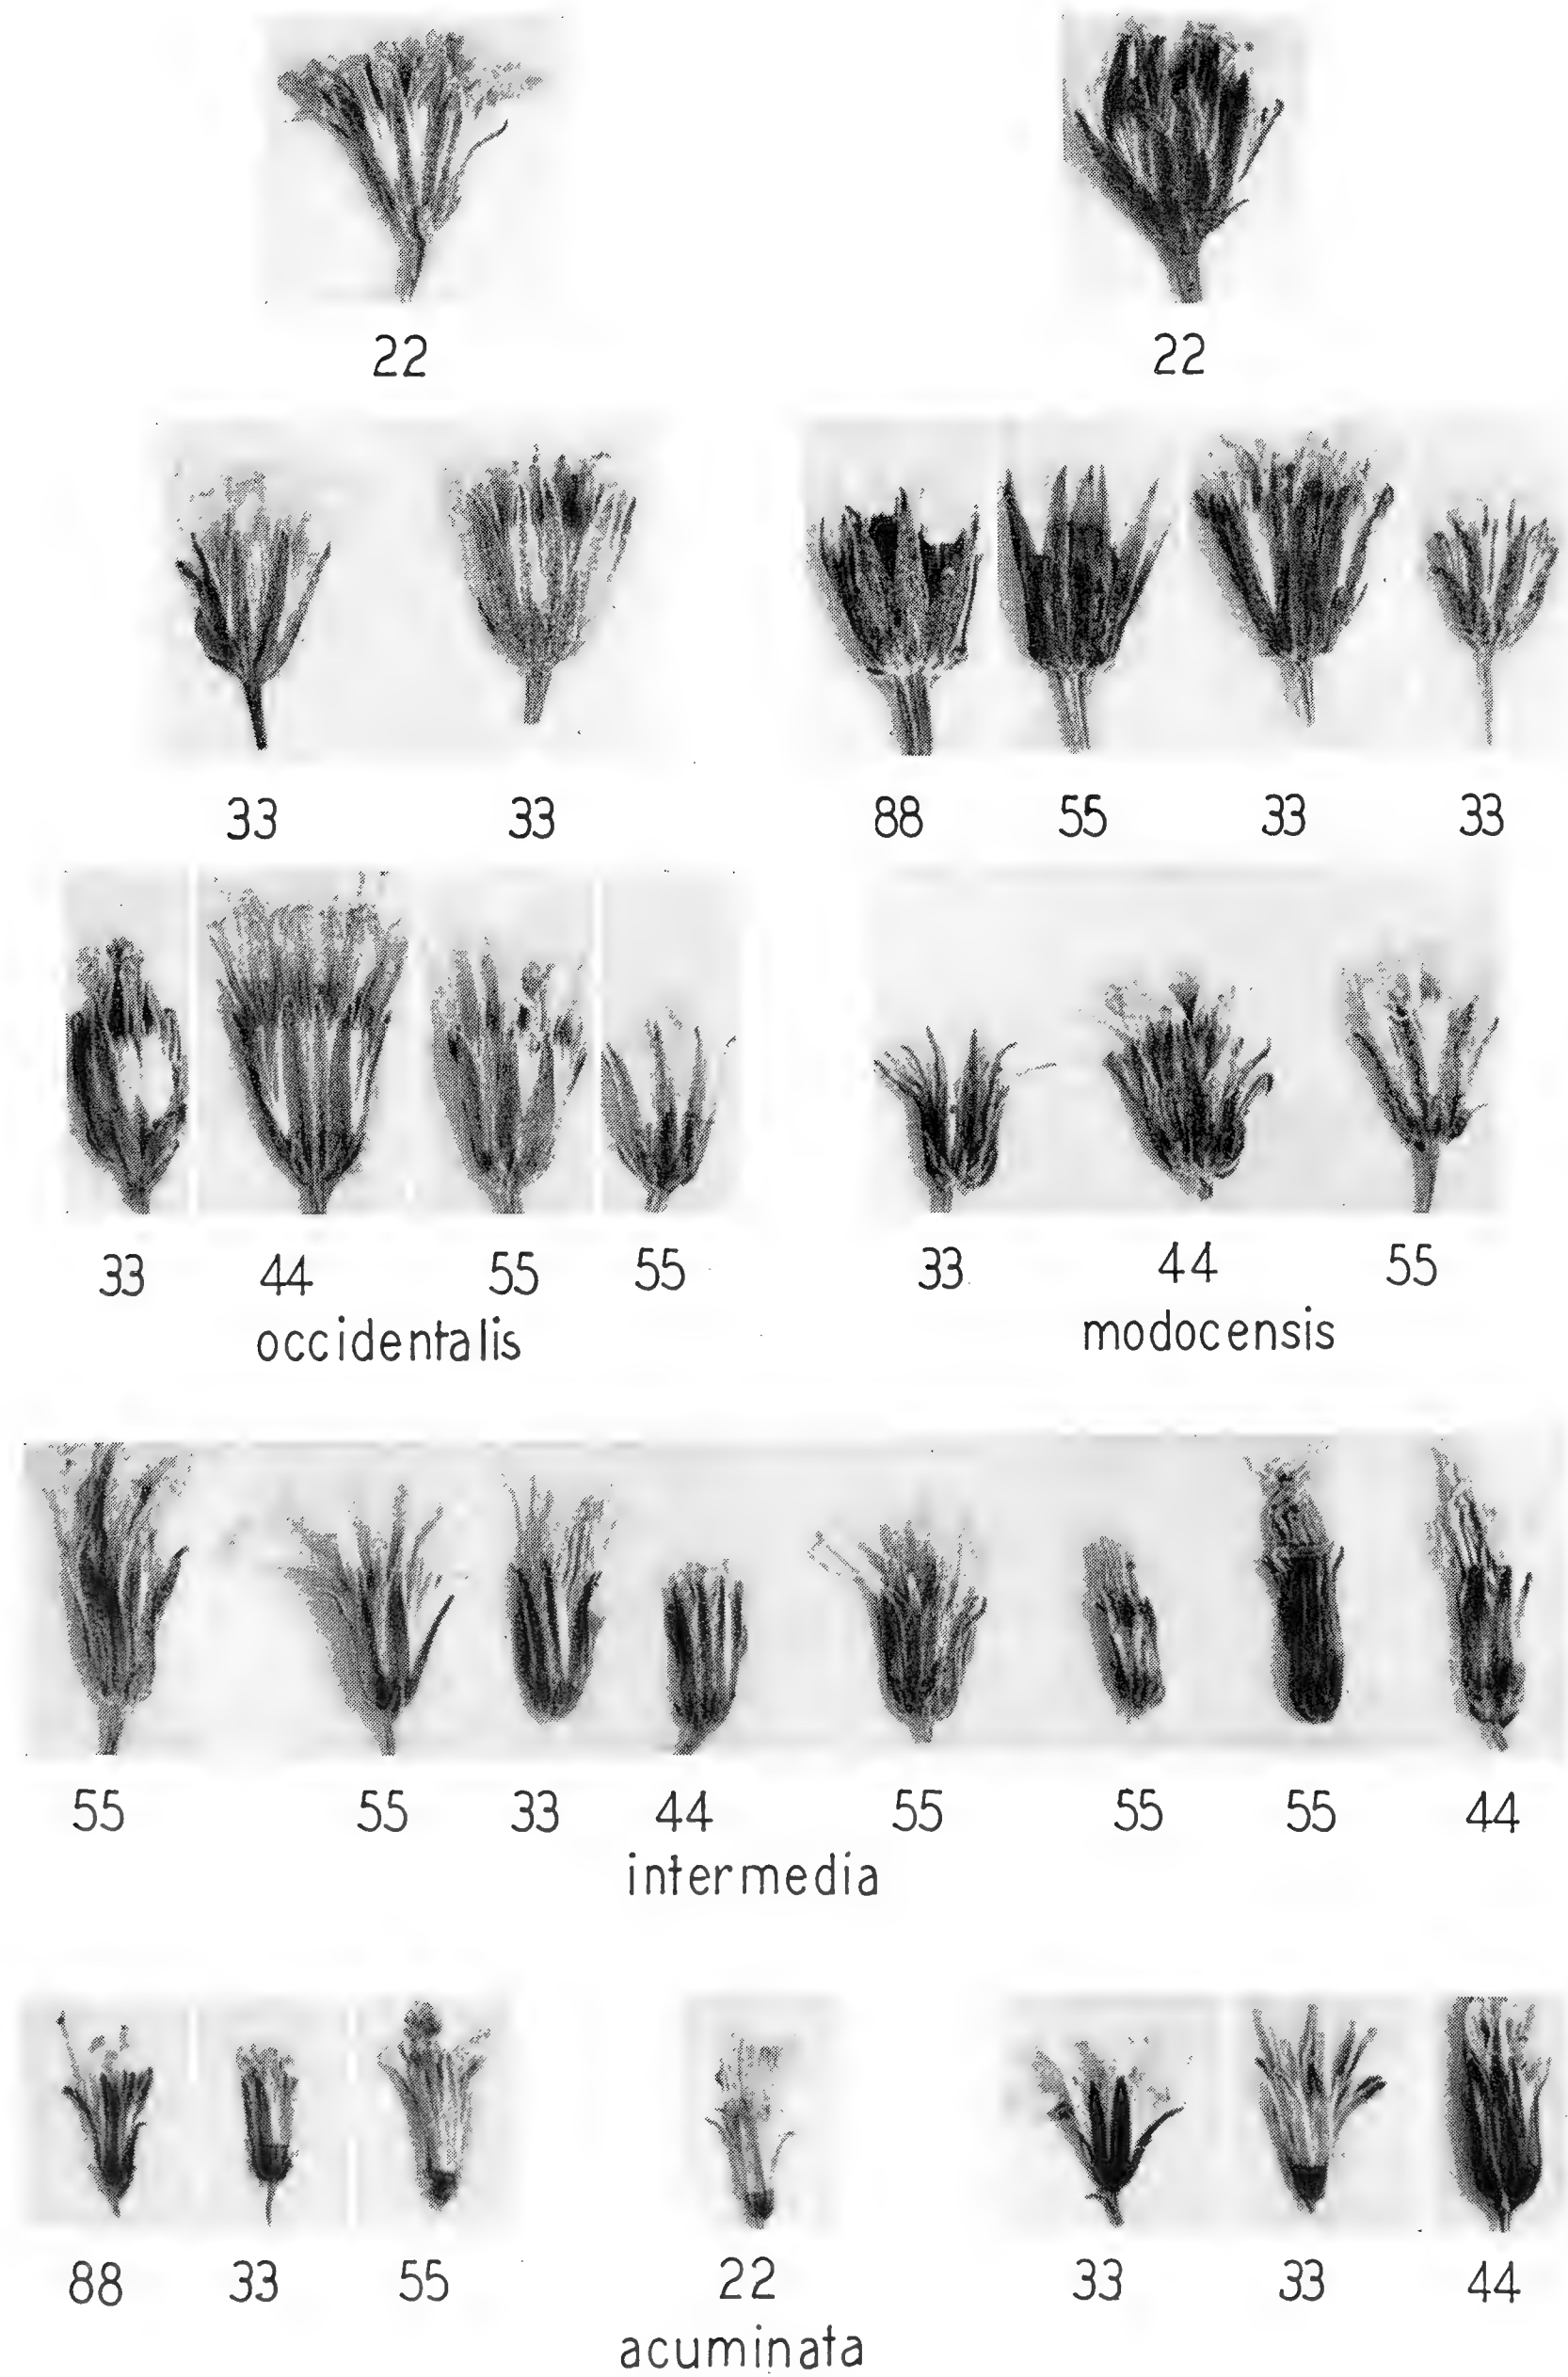 22 22
33 33 88 55 33 33
33 44 55 55 33 44 55
occidentalis modocensis
55 55 33 44 55 55 55 44
intermedia
88 33 55 22 33 33 44
acuminata